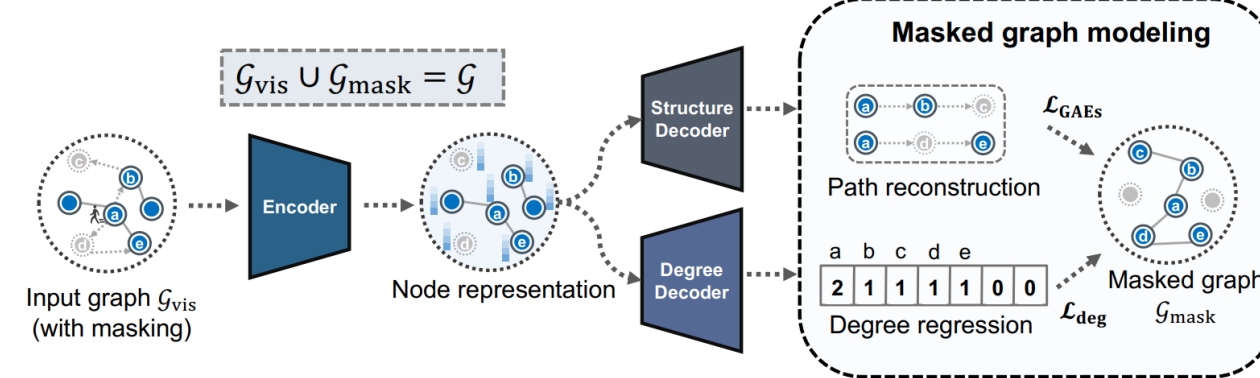 Masked graph modeling
𝒢vis ∪ 𝒢mask = 𝒢
c
b
a
d
e
Input graph 𝒢vis
(with masking)
Encoder
c
b
a
d
e
Node representation
Structure
Decoder
Degree
Decoder
a b c
a d e
Path reconstruction
a b c d e
2 1 1 1 1 0 0
Degree regression
ℒGAEs
ℒdeg
c
b
a
d
e
Masked graph
𝒢mask